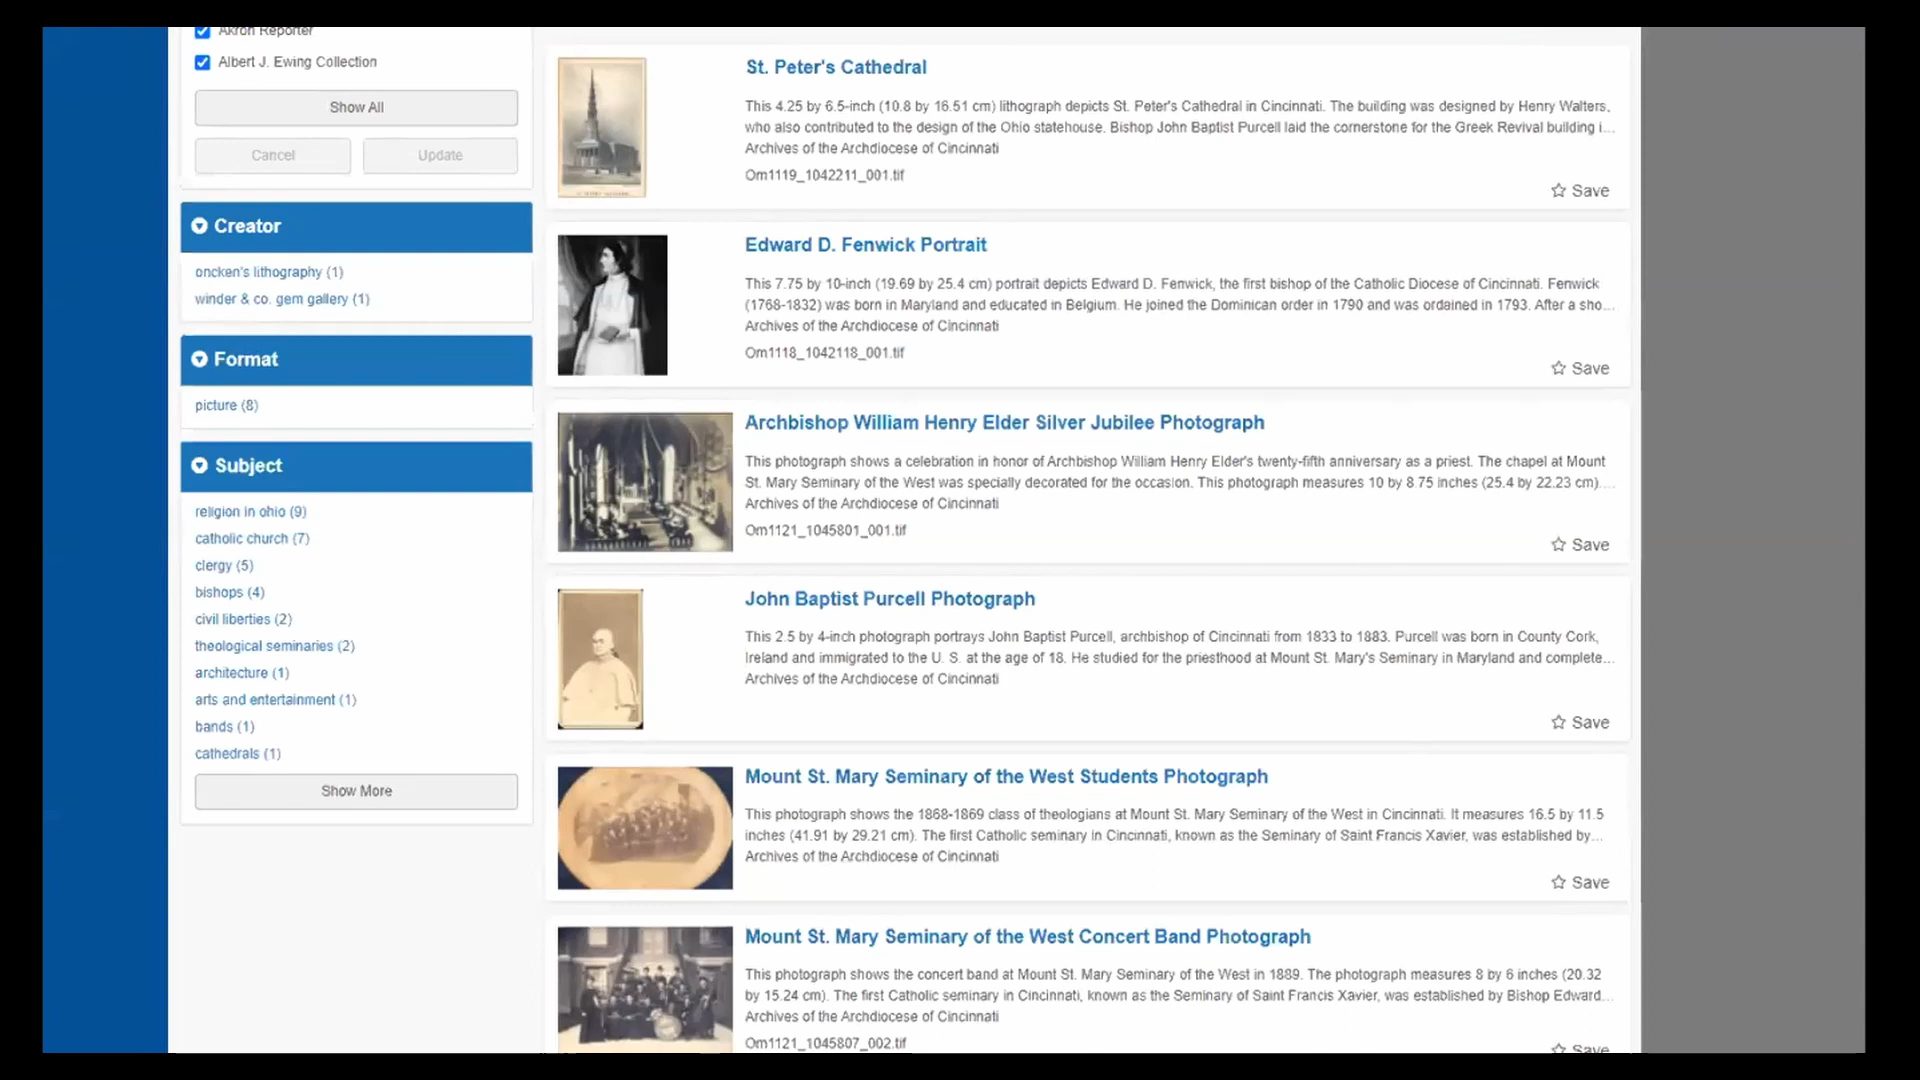 Akron Reporter
Albert J. Ewing Collection
Show All
Cancel
Update
Creator
oncken's lithography (1)
winder & co. gem gallery (1)
Format
picture (8)
Subject
religion in ohio (9)
catholic church (7)
clergy (5)
bishops (4)
civil liberties (2)
theological seminaries (2)
architecture (1)
arts and entertainment (1)
bands (1)
cathedrals (1)
Show More
St. Peter's Cathedral
This 4.25 by 6.5-inch (10.8 by 16.51 cm) lithograph depicts St. Peter's Cathedral in Cincinnati. The building was designed by Henry Walters,
who also contributed to the design of the Ohio statehouse. Bishop John Baptist Purcell laid the cornerstone for the Greek Revival building i...
Archives of the Archdiocese of Cincinnati
Om1119_1042211_001.tif
Save
Edward D. Fenwick Portrait
This 7.75 by 10-inch (19.69 by 25.4 cm) portrait depicts Edward D. Fenwick, the first bishop of the Catholic Diocese of Cincinnati. Fenwick
(1768-1832) was born in Maryland and educated in Belgium. He joined the Dominican order in 1790 and was ordained in 1793. After a sho...
Archives of the Archdiocese of Cincinnati
Om1118_1042118_001.tif
Save
Archbishop William Henry Elder Silver Jubilee Photograph
This photograph shows a celebration in honor of Archbishop William Henry Elder's twenty-fifth anniversary as a priest. The chapel at Mount
St. Mary Seminary of the West was specially decorated for the occasion. This photograph measures 10 by 8.75 inches (25.4 by 22.23 cm)....
Archives of the Archdiocese of Cincinnati
Om1121_1045801_001.tif
Save
John Baptist Purcell Photograph
This 2.5 by 4-inch photograph portrays John Baptist Purcell, archbishop of Cincinnati from 1833 to 1883. Purcell was born in County Cork,
Ireland and immigrated to the U. S. at the age of 18. He studied for the priesthood at Mount St. Mary's Seminary in Maryland and complete...
Archives of the Archdiocese of Cincinnati
Save
Mount St. Mary Seminary of the West Students Photograph
This photograph shows the 1868-1869 class of theologians at Mount St. Mary Seminary of the West in Cincinnati. It measures 16.5 by 11.5
inches (41.91 by 29.21 cm). The first Catholic seminary in Cincinnati, known as the Seminary of Saint Francis Xavier, was established by...
Archives of the Archdiocese of Cincinnati
Save
Mount St. Mary Seminary of the West Concert Band Photograph
This photograph shows the concert band at Mount St. Mary Seminary of the West in 1889. The photograph measures 8 by 6 inches (20.32
by 15.24 cm). The first Catholic seminary in Cincinnati, known as the Seminary of Saint Francis Xavier, was established by Bishop Edward...
Archives of the Archdiocese of Cincinnati
Om1121_1045807_002.tif
Save